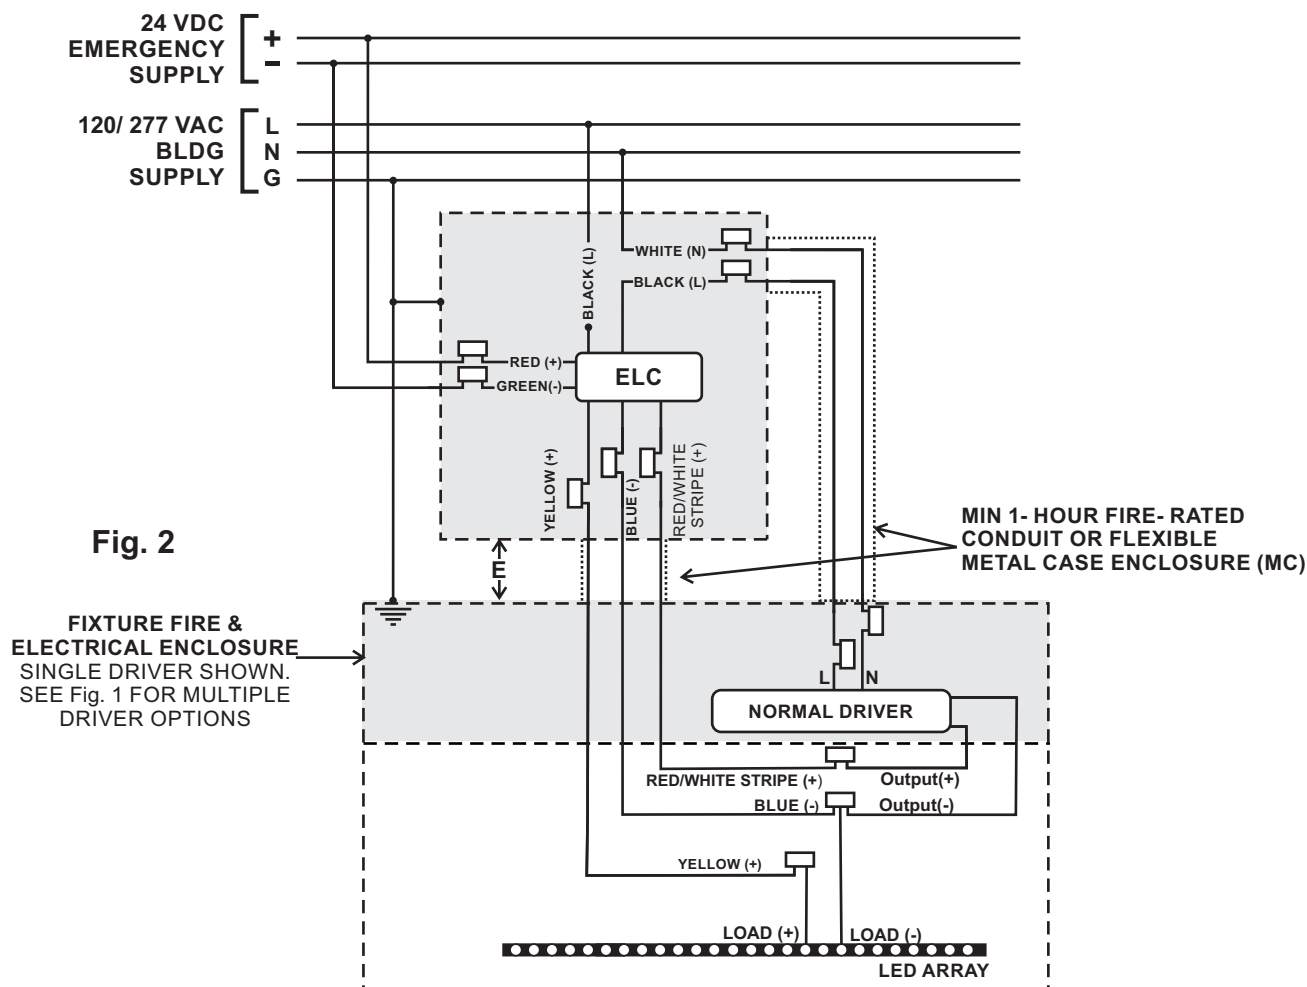 24 VDC
EMERGENCY
SUPPLY
+
–
120/ 277 VAC
BLDG
SUPPLY
L
N
G
BLACK (L)
WHITE (N)
BLACK (L)
RED (+)
GREEN(-)
ELC
YELLOW (+)
BLUE (-)
RED/WHITE
STRIPE (+)
Fig. 2
E
MIN 1- HOUR FIRE- RATED
CONDUIT OR FLEXIBLE
METAL CASE ENCLOSURE (MC)
FIXTURE FIRE &
ELECTRICAL ENCLOSURE
SINGLE DRIVER SHOWN.
SEE Fig. 1 FOR MULTIPLE
DRIVER OPTIONS
L N
NORMAL DRIVER
RED/WHITE STRIPE (+)
Output(+)
BLUE (-)
Output(-)
YELLOW (+)
LOAD (+)
LOAD (-)
LED ARRAY